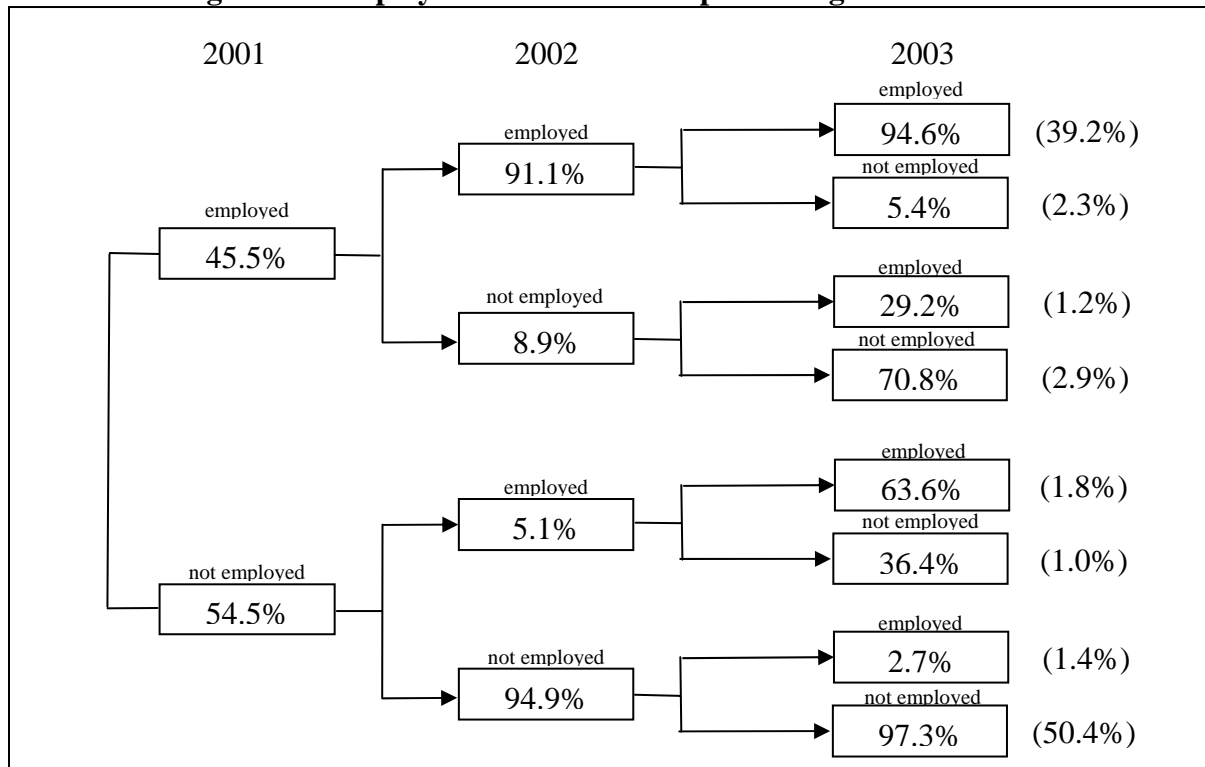 2001 2002 2003
employed
94.6% (39.2%)
employed
91.1%
not employed
5.4% (2.3%)
employed
45.5%
employed
29.2% (1.2%)
not employed
8.9%
not employed
70.8% (2.9%)
employed
63.6% (1.8%)
employed
5.1%
not employed
36.4% (1.0%)
not employed
54.5%
employed
2.7% (1.4%)
not employed
94.9%
not employed
97.3% (50.4%)